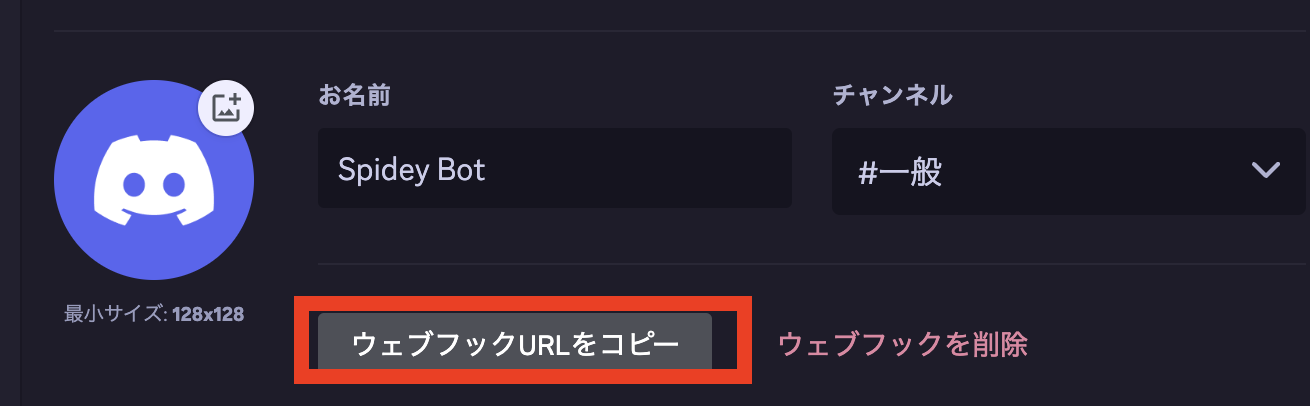 お名前
チャンネル
Spidey Bot
#一般
最小サイズ: 128x128
ウェブフックURLをコピー
ウェブフックを削除